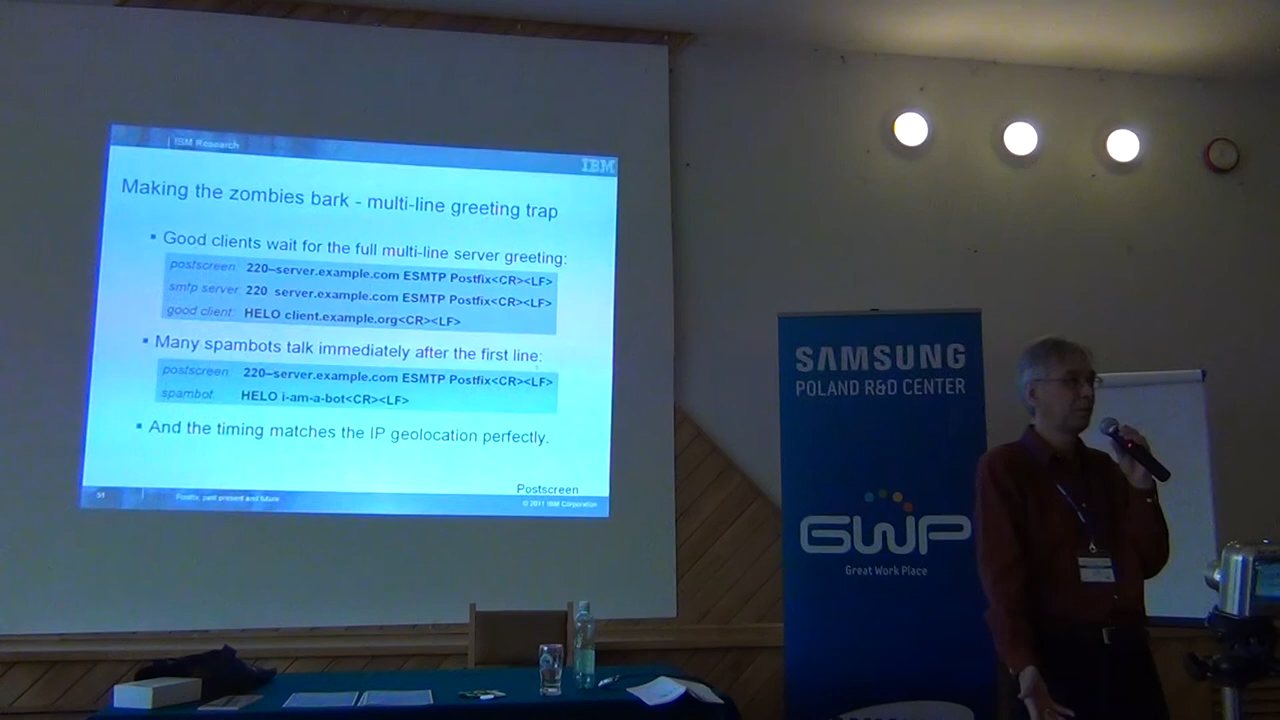 | IBM Research
IBM
Making the zombies bark - multi-line greeting trap
▪ Good clients wait for the full multi-line server greeting:
postscreen: 220–server.example.com ESMTP Postfix<CR><LF>
smtp server: 220 server.example.com ESMTP Postfix<CR><LF>
good client: HELO client.example.org<CR><LF>
▪ Many spambots talk immediately after the first line:
postscreen: 220–server.example.com ESMTP Postfix<CR><LF>
spambot: HELO i-am-a-bot<CR><LF>
▪ And the timing matches the IP geolocation perfectly.
Postscreen
51 Postfix, past present and future
© 2011 IBM Corporation
SAMSUNG
POLAND R&D CENTER
GWP
Great Work Place